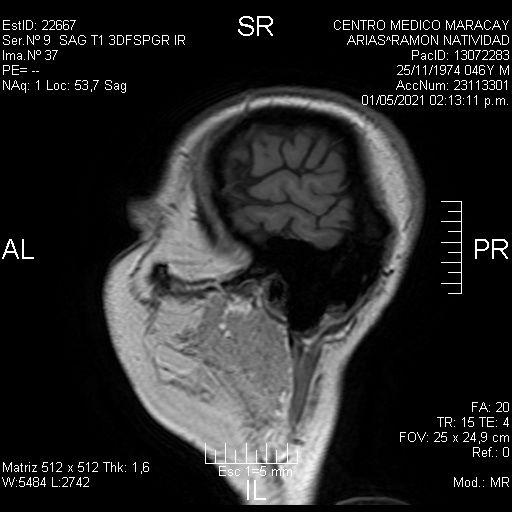 EstID: 22667
Ser.Nº 9 SAG T1 3DFSPGR IR
Ima.Nº 37
PE= --
NAq: 1 Loc: 53,7 Sag
SR
CENTRO MEDICO MARACAY
ARIAS^RAMON NATIVIDAD
PacID: 13072283
25/11/1974 046Y M
AccNum: 23113301
01/05/2021 02:13:11 p.m.
AL
PR
FA: 20
TR: 15 TE: 4
FOV: 25 x 24,9 cm
Ref.: 0
Matriz 512 x 512 Thk: 1,6
W:5484 L:2742
Esc 1=5 mm
IL
Mod.: MR